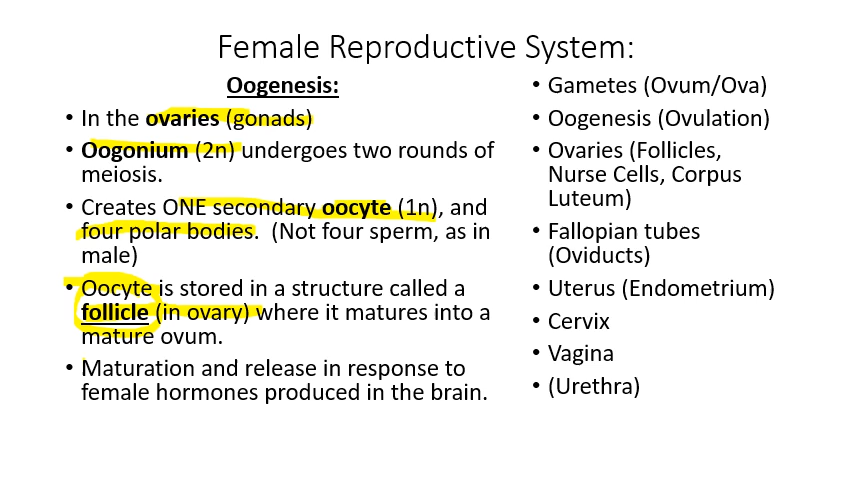 Female Reproductive System:
Oogenesis:
• In the ovaries (gonads)
• Oogonium (2n) undergoes two rounds of
meiosis.
• Creates ONE secondary oocyte (1n), and
four polar bodies.  (Not four sperm, as in
male)
• Oocyte is stored in a structure called a
follicle (in ovary) where it matures into a
mature ovum.
• Maturation and release in response to
female hormones produced in the brain.
• Gametes (Ovum/Ova)
• Oogenesis (Ovulation)
• Ovaries (Follicles,
Nurse Cells, Corpus
Luteum)
• Fallopian tubes
(Oviducts)
• Uterus (Endometrium)
• Cervix
• Vagina
• (Urethra)